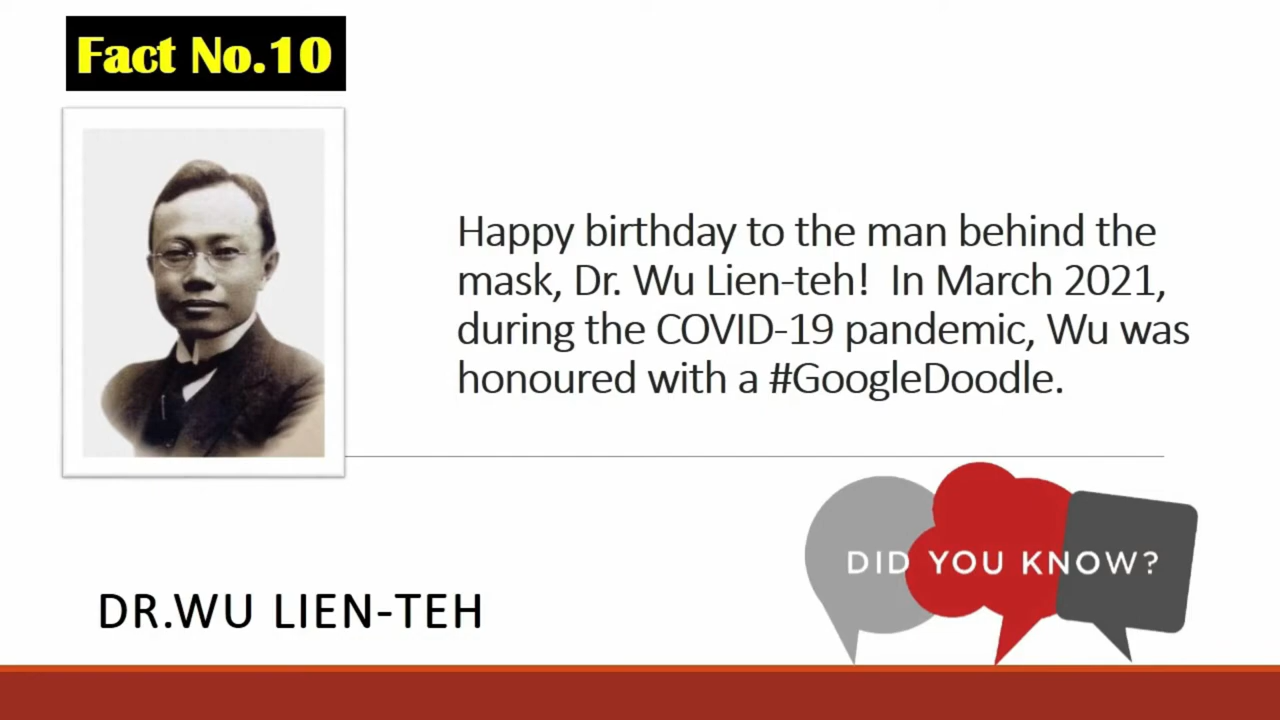 Fact No.10
Happy birthday to the man behind the
mask, Dr. Wu Lien-teh! In March 2021,
during the COVID-19 pandemic, Wu was
honoured with a #GoogleDoodle.
DID YOU KNOW?
DR.WU LIEN-TEH